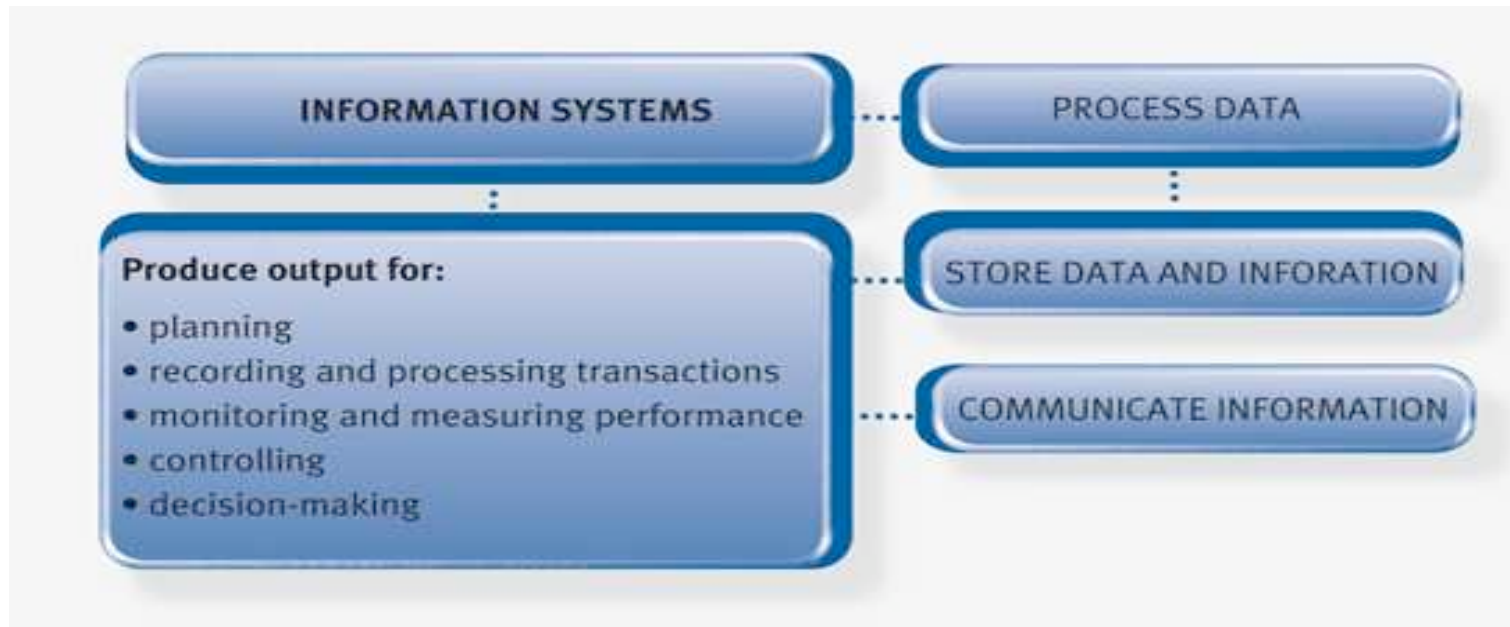 INFORMATION SYSTEMS
PROCESS DATA
Produce output for:
• planning
• recording and processing transactions
• monitoring and measuring performance
• controlling
• decision-making
STORE DATA AND INFORATION
COMMUNICATE INFORMATION